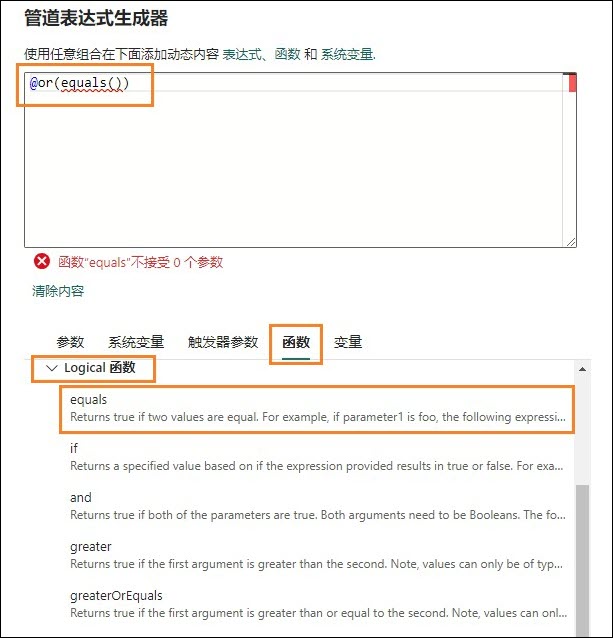 管道表达式生成器
使用任意组合在下面添加动态内容 表达式、函数 和 系统变量.
@or(equals())
函数“equals”不接受 0 个参数
清除内容
参数 系统变量 触发器参数 函数 变量
Logical 函数
equals
Returns true if two values are equal. For example, if parameter1 is foo, the following expressi...
if
Returns a specified value based on if the expression provided results in true or false. For exa...
and
Returns true if both of the parameters are true. Both arguments need to be Booleans. The fo...
greater
Returns true if the first argument is greater than the second. Note, values can only be of typ...
greaterOrEquals
Returns true if the first argument is greater than or equal to the second. Note, values can onl...